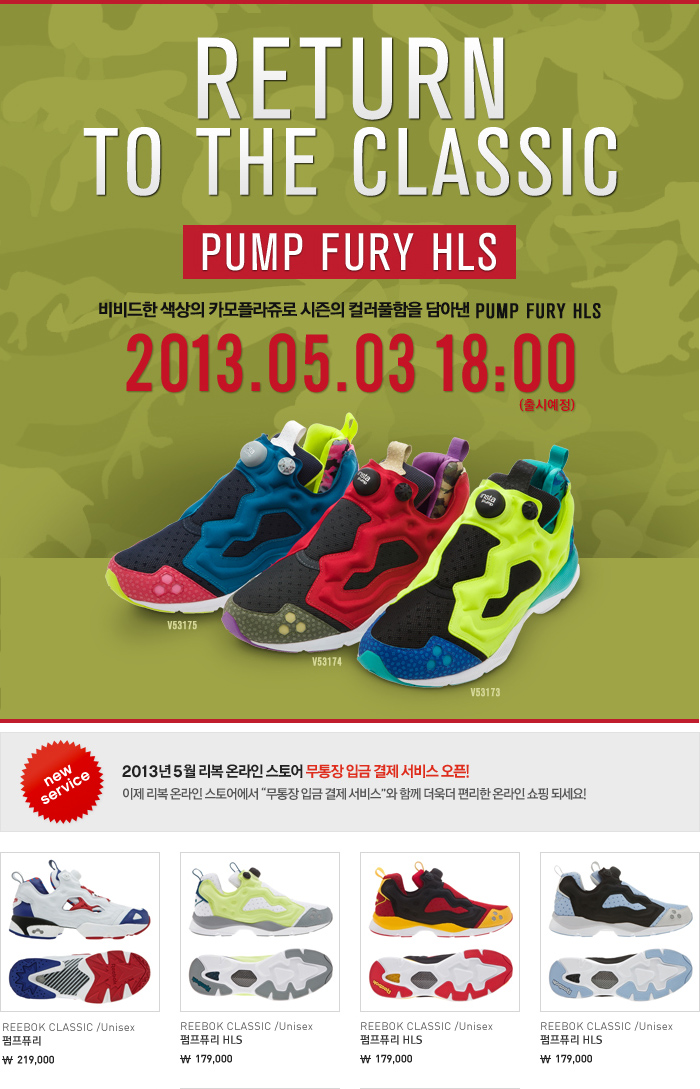 RETURN
TO THE CLASSIC
PUMP FURY HLS
비비드한 색상의 카모플라쥬로 시즌의 컬러풀함을 담아낸 PUMP FURY HLS
2013.05.03 18:00
(출시예정)
insta
pump
insta
pump
V53175
V53174
V53173
new
service
2013년 5월 리복 온라인 스토어 무통장 입금 결제 서비스 오픈!
이제 리복 온라인 스토어에서 “무통장 입금 결제 서비스”와 함께 더욱더 편리한 온라인 쇼핑 되세요!
REEBOK CLASSIC /Unisex
펌프퓨리
₩ 219,000
REEBOK CLASSIC /Unisex
펌프퓨리 HLS
₩ 179,000
REEBOK CLASSIC /Unisex
펌프퓨리 HLS
₩ 179,000
REEBOK CLASSIC /Unisex
펌프퓨리 HLS
₩ 179,000